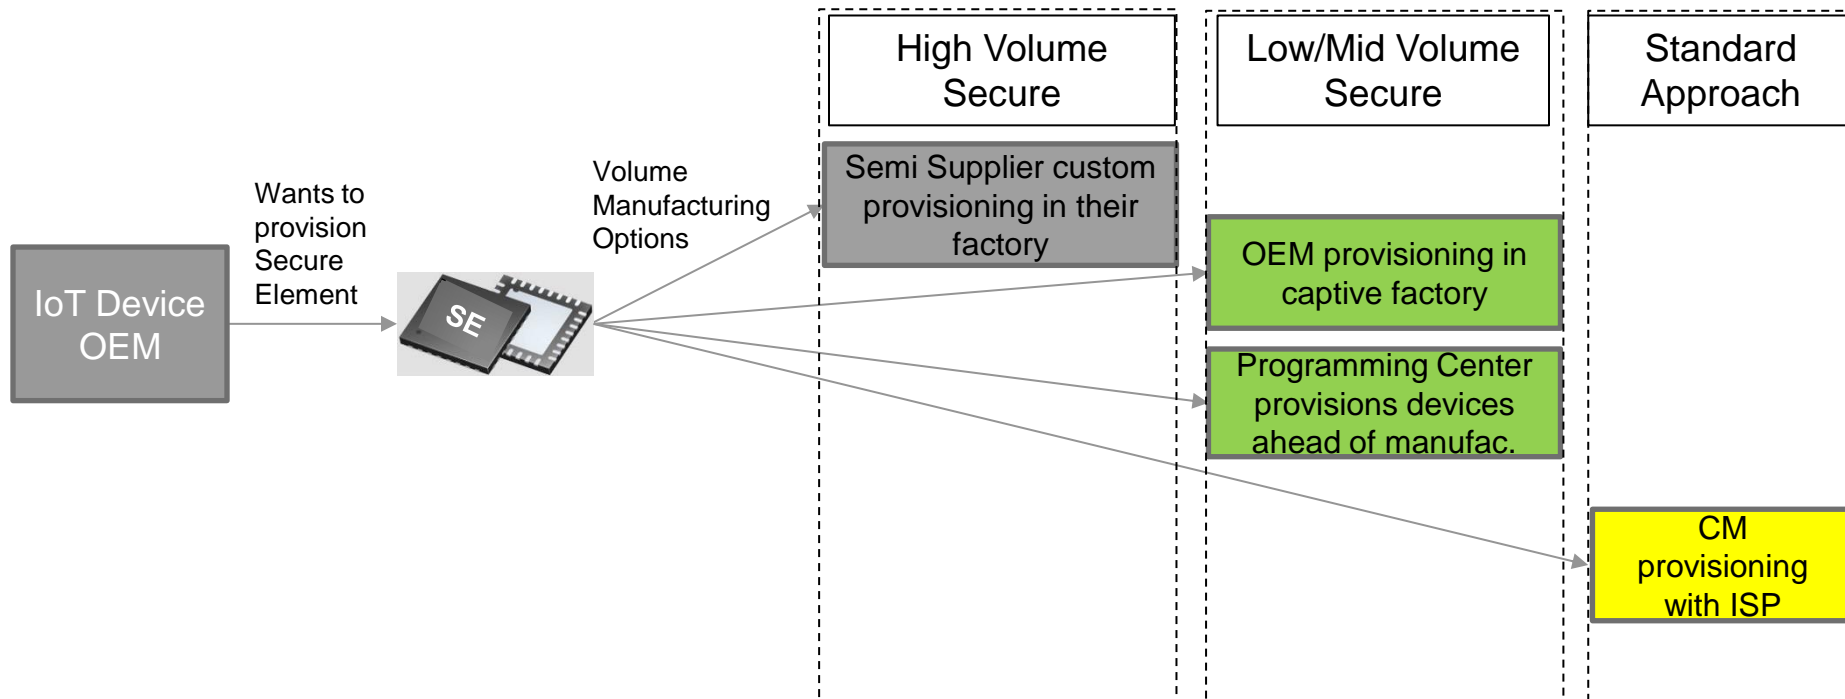 High Volume
Secure
Low/Mid Volume
Secure
Standard
Approach
Semi Supplier custom
provisioning in their
factory
Wants to
provision
Secure
Element
Volume
Manufacturing
Options
IoT Device
OEM
SE
OEM provisioning in
captive factory
Programming Center
provisions devices
ahead of manufac.
CM
provisioning
with ISP